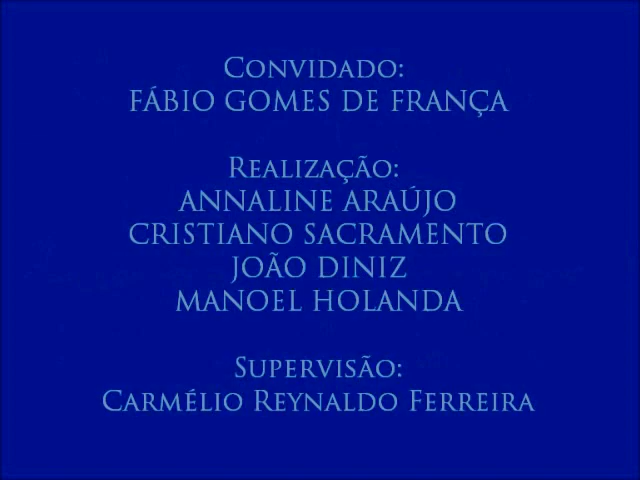 Convidado:
FÁBIO GOMES DE FRANÇA
Realização:
ANNALINE ARAÚJO
CRISTIANO SACRAMENTO
JOÃO DINIZ
MANOEL HOLANDA
Supervisão:
Carmélio Reynaldo Ferreira